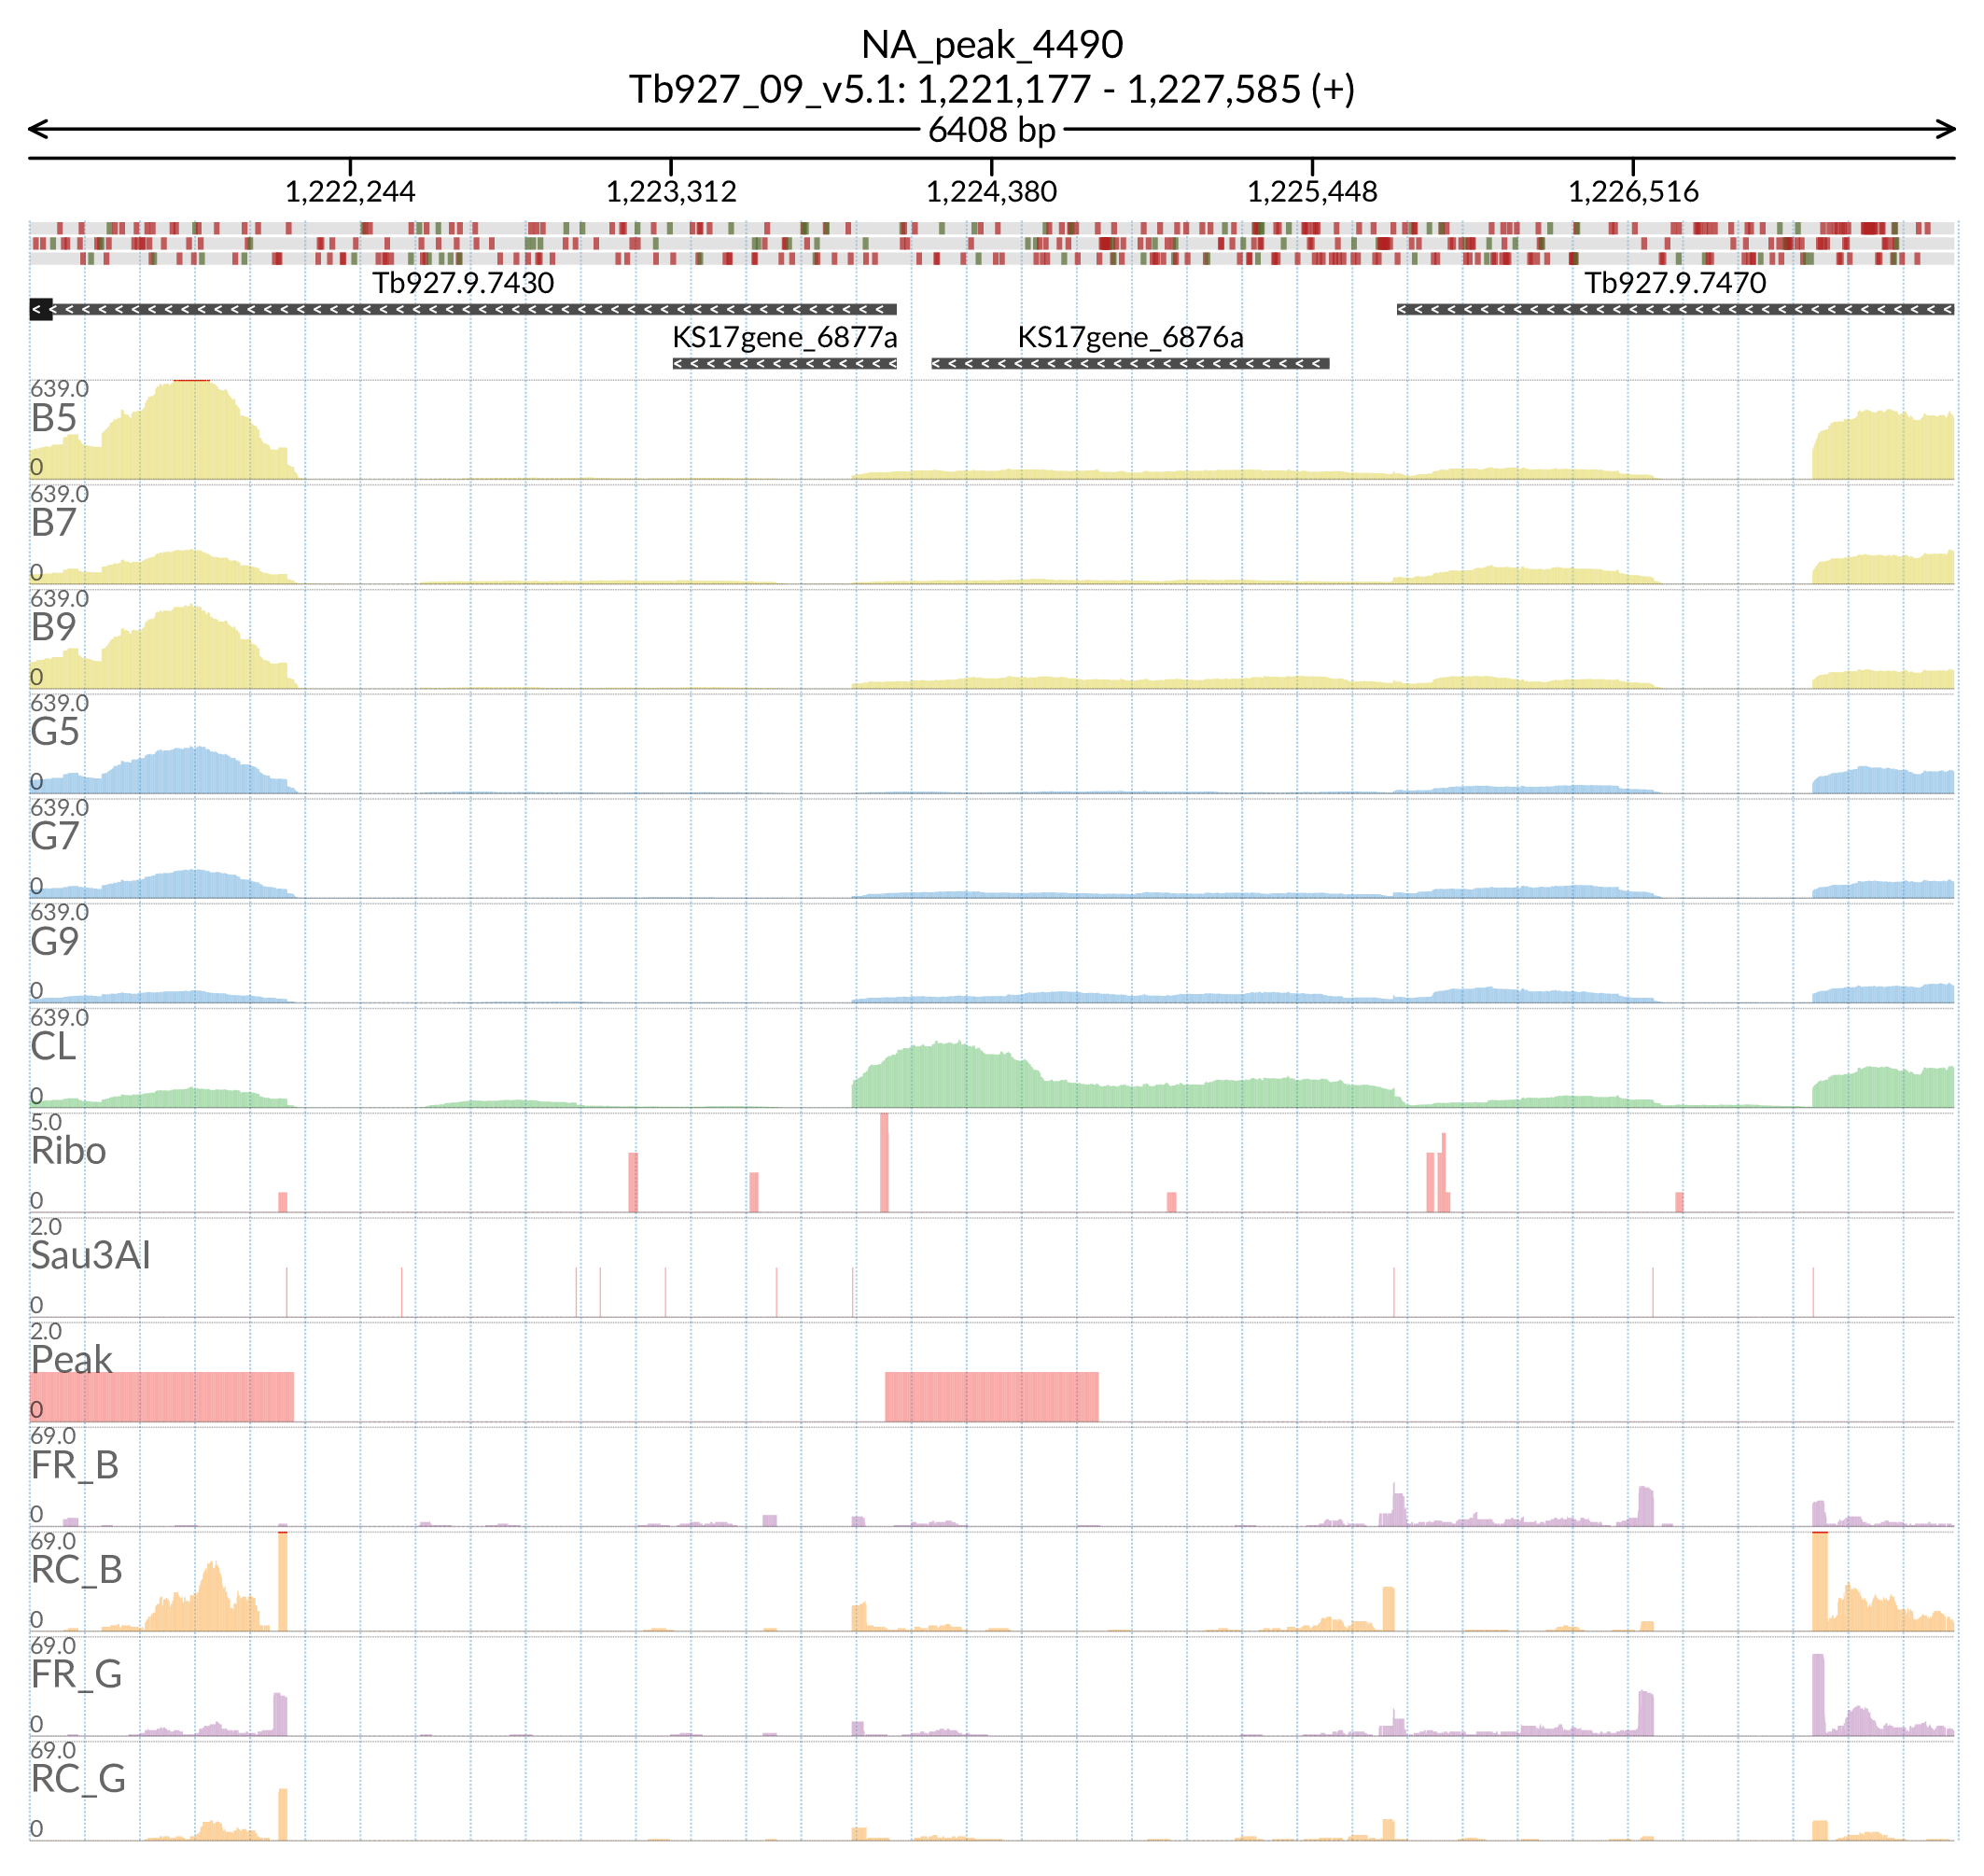 NA_peak_4490
Tb927_09_v5.1: 1,221,177 - 1,227,585 (+)
6408 bp
1,222,244 1,223,312 1,224,380 1,225,448 1,226,516
Tb927.9.7430 Tb927.9.7470
KS17gene_6877a KS17gene_6876a
639.0
B5
0
639.0
B7
0
639.0
B9
0
639.0
G5
0
639.0
G7
0
639.0
G9
0
639.0
CL
0
5.0
Ribo
0
2.0
Sau3AI
0
2.0
Peak
0
69.0
FR_B
0
69.0
RC_B
0
69.0
FR_G
0
69.0
RC_G
0